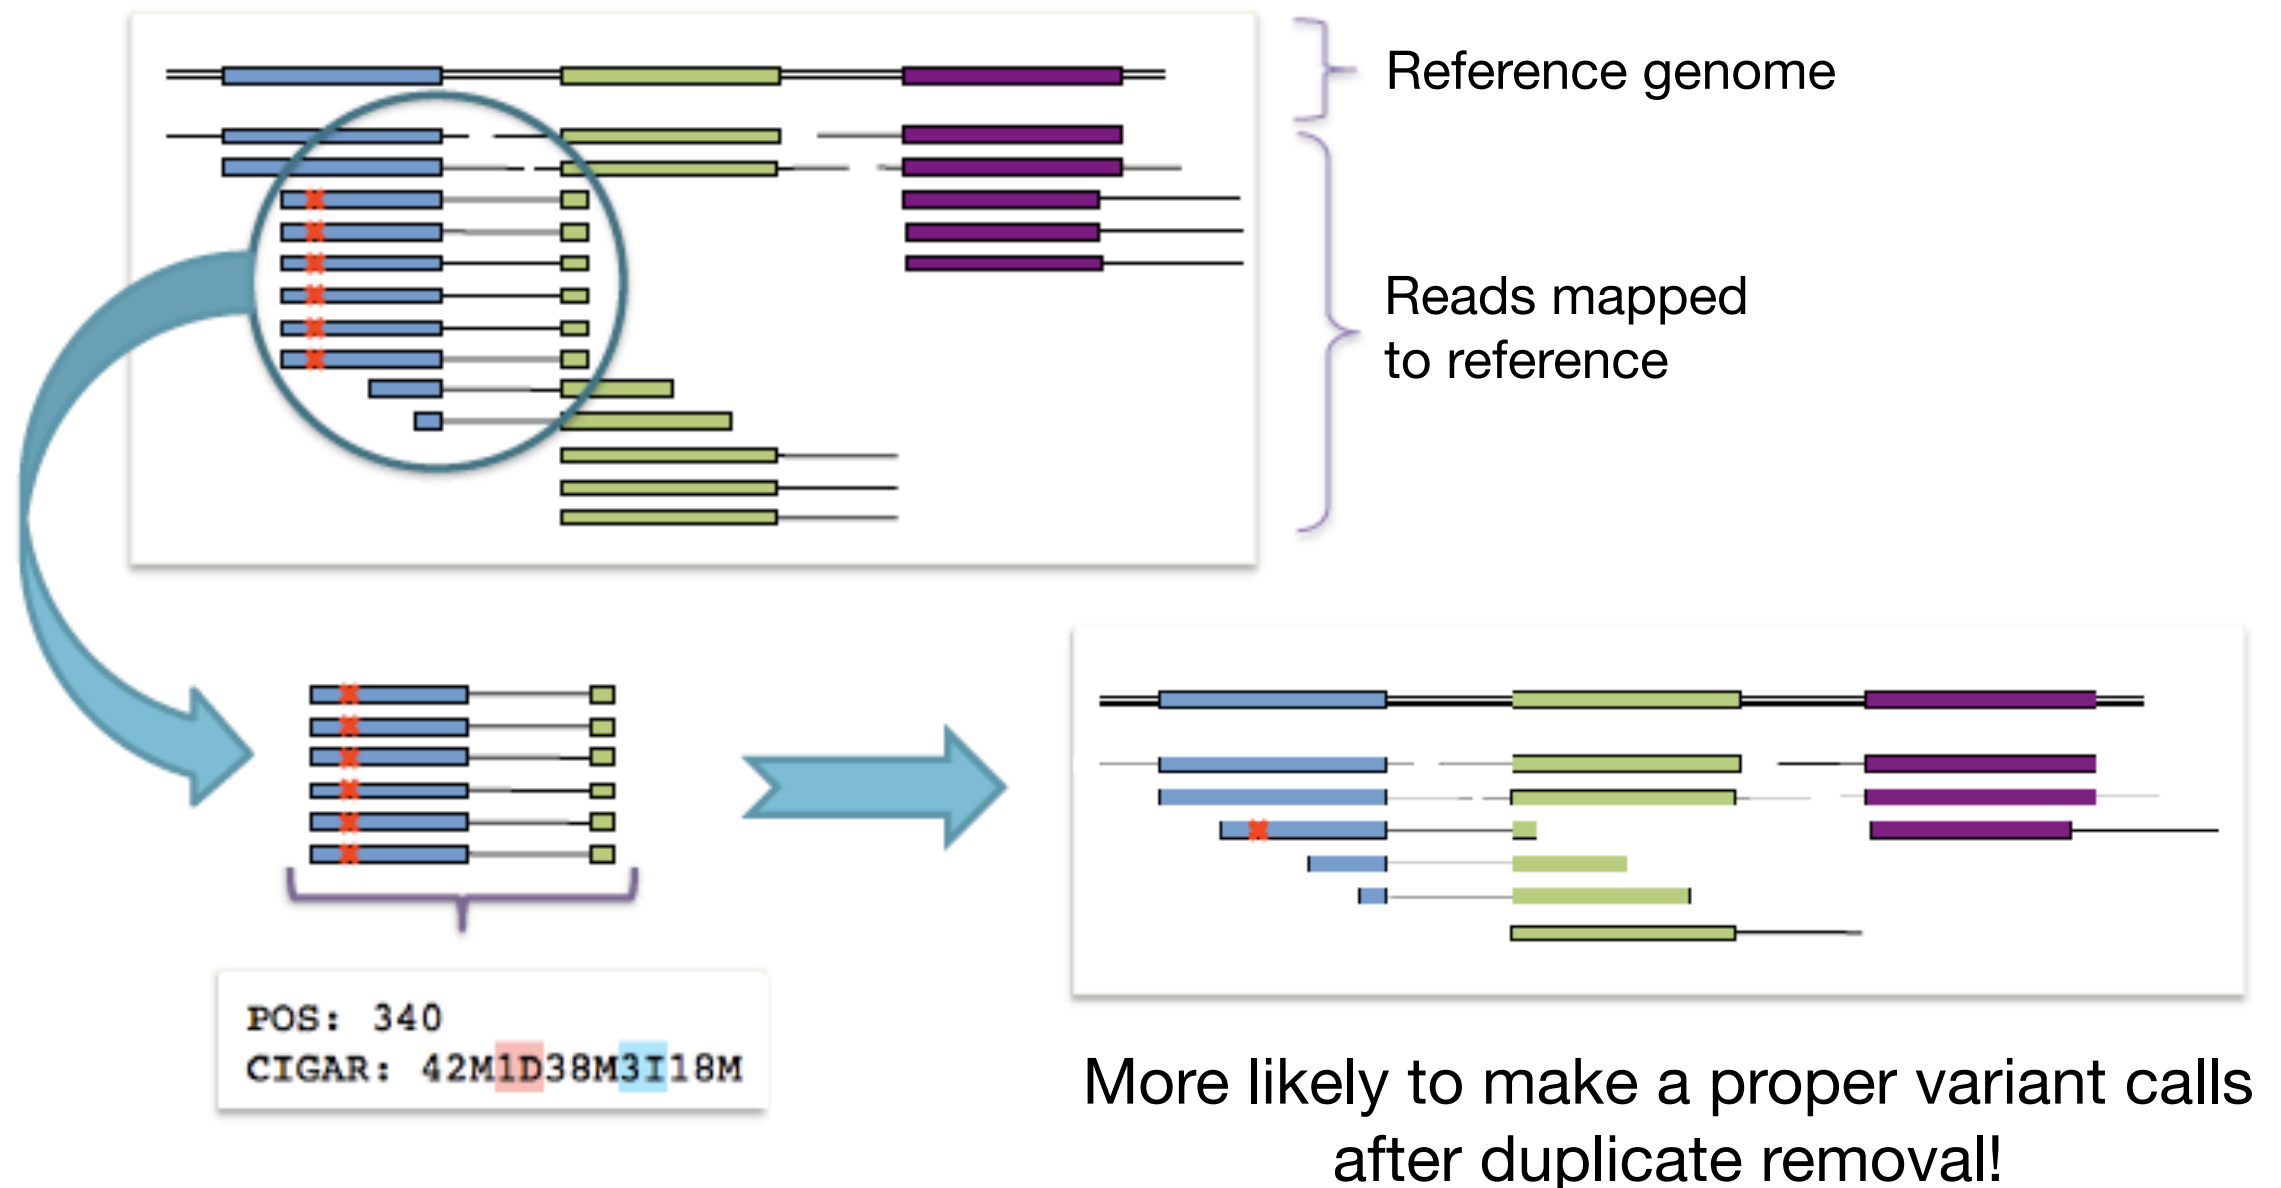 Reference genome
Reads mapped
to reference
POS: 340
CIGAR: 42M1D38M3I18M
More likely to make a proper variant calls
after duplicate removal!